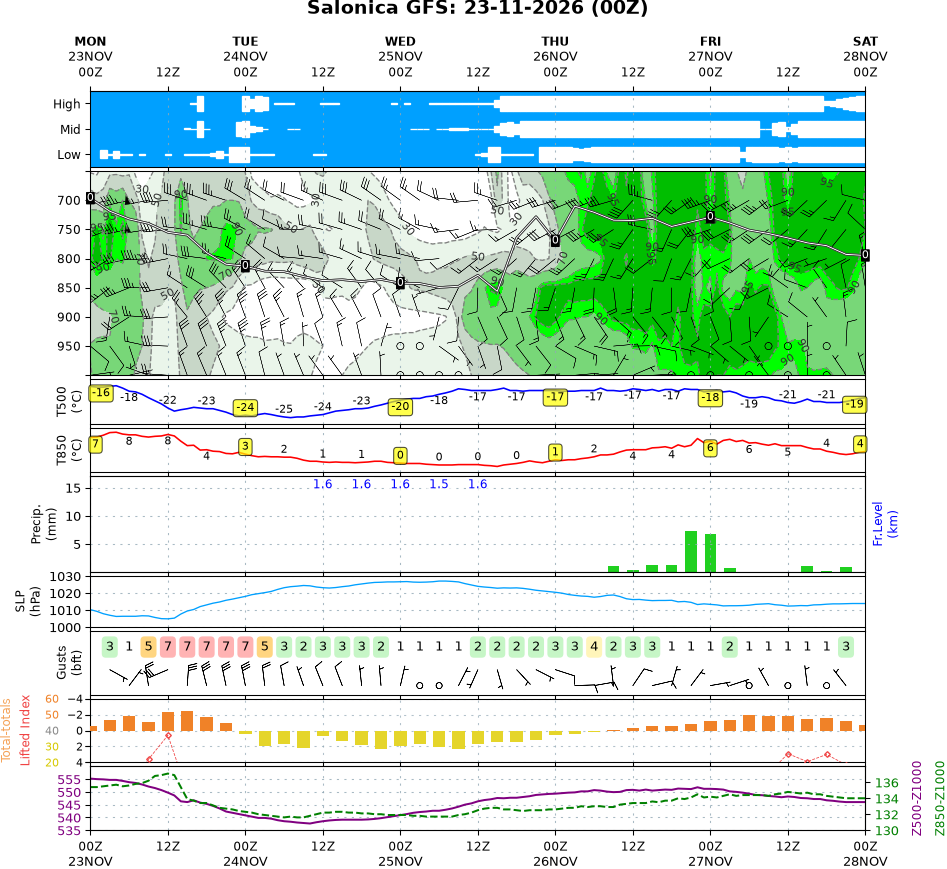 Salonica GFS: 23-11-2026 (00Z)
MON TUE WED THU FRI SAT
23NOV 24NOV 25NOV 26NOV 27NOV 28NOV
00Z 12Z 00Z 12Z 00Z 12Z 00Z 12Z 00Z 12Z 00Z
High
Mid
Low
700
750
800
850
900
950
0 0 0 0 0 0
T500 (°C)
-16 -18 -22 -23 -24 -25 -24 -23 -20 -18 -17 -17 -17 -17 -17 -17 -18 -19 -21 -21 -19
T850 (°C)
7 8 8 4 3 2 1 1 0 0 0 0 1 2 4 4 6 6 5 4 4
1.6 1.6 1.6 1.5 1.6
Precip. (mm)
15
10
5
Fr.Level (km)
SLP (hPa)
1030
1020
1010
1000
Gusts (bft)
3 1 5 7 7 7 7 7 5 3 2 3 3 3 2 1 1 1 1 2 2 2 2 3 3 4 2 3 3 1 1 1 2 1 1 1 1 1 3
Total-totals
Lifted Index
60 −4
50 −2
40 0
30 2
20 4
555
550
545
540
535
136
134
132
130
Z500-Z1000
Z850-Z1000
00Z 12Z 00Z 12Z 00Z 12Z 00Z 12Z 00Z 12Z 00Z
23NOV 24NOV 25NOV 26NOV 27NOV 28NOV